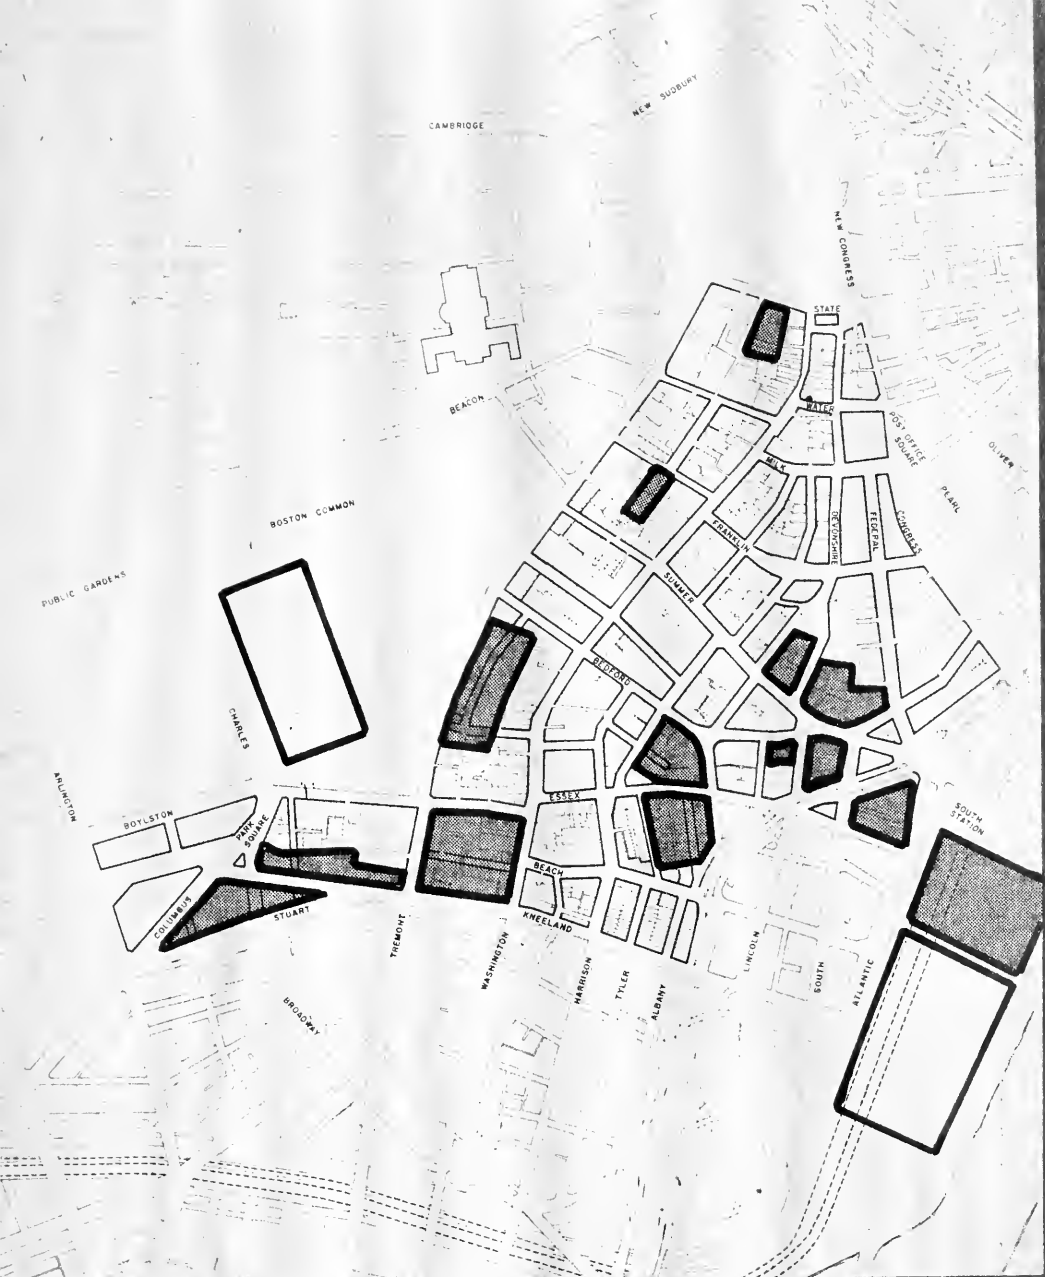 NEW SUDBURY
CAMBRIDGE
NEW CONGRESS
STATE
BEACON
WATER
POST OFFICE
SQUARE
OLIVER
MILK
PEARL
BOSTON COMMON
DEVONSHIRE
FEDERAL
CONGRESS
FRANKLIN
PUBLIC GARDENS
SUMMER
BEDFORD
CHARLES
ARLINGTON
ESSEX
BOYLSTON
PARK
SQUARE
SOUTH
STATION
BEACH
COLUMBUS
STUART
KNEELAND
TREMONT
WASHINGTON
LINCOLN
HARRISON
TYLER
SOUTH
ATLANTIC
ALBANY
BROADWAY